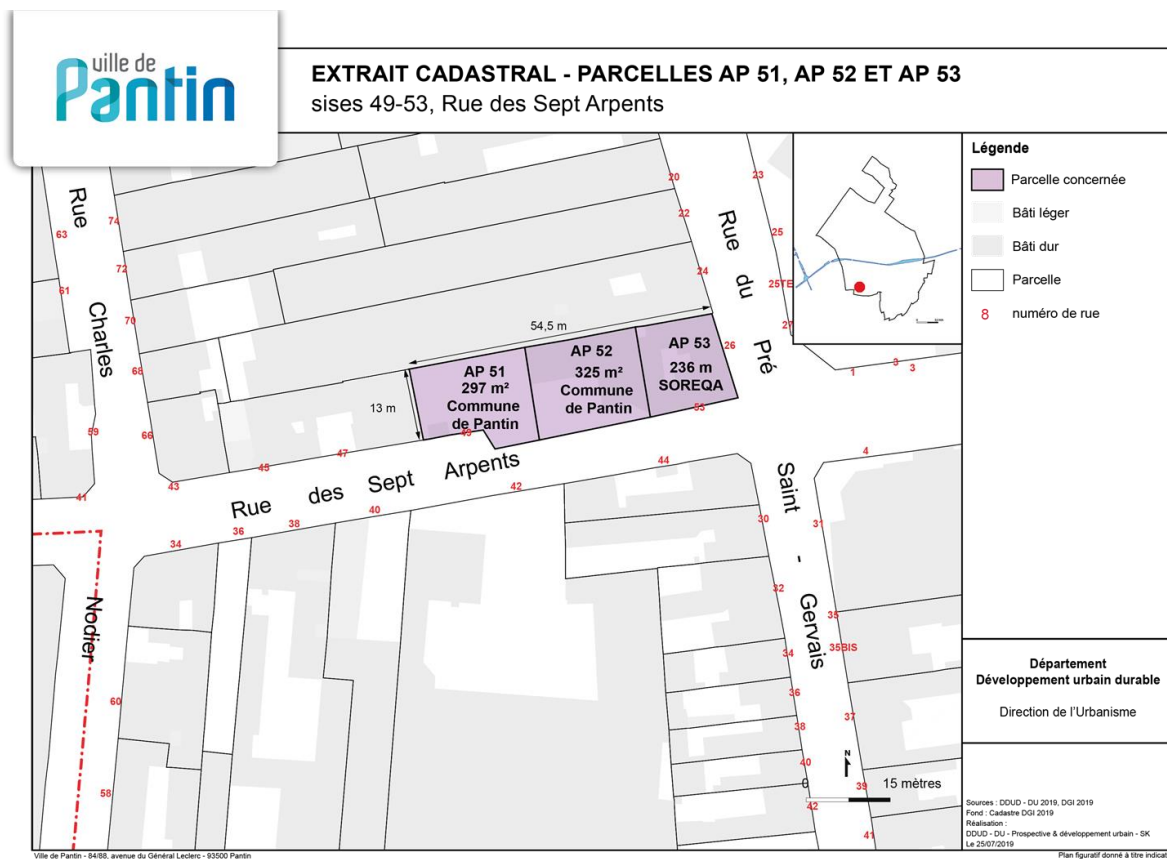 ville de
Pantin
EXTRAIT CADASTRAL - PARCELLES AP 51, AP 52 ET AP 53
sises 49-53, Rue des Sept Arpents
Légende
Parcelle concernée
Bâti léger
Bâti dur
Parcelle
8 numéro de rue
Rue Charles Nodier
63
61
59
41
74
72
70
68
66
43
45
47
49
53
20
22
24
26
23
25
25TE
27
1
3
3
Rue du Pré Saint - Gervais
54,5 m
13 m
AP 51
297 m²
Commune
de Pantin
AP 52
325 m²
Commune
de Pantin
AP 53
236 m
SOREQA
Rue des Sept Arpents
34
36
38
40
42
44
4
30
31
32
34
35
35BIS
36
37
38
39
40
41
42
60
58
N
0 15 mètres
Département
Développement urbain durable
Direction de l'Urbanisme
Sources : DDUD - DU 2019, DGI 2019
Fond : Cadastre DGI 2019
Réalisation :
DDUD - DU - Prospective & développement urbain - SK
Le 25/07/2019
Ville de Pantin - 84/88, avenue du Général Leclerc - 93500 Pantin
Plan figuratif donné à titre indicat